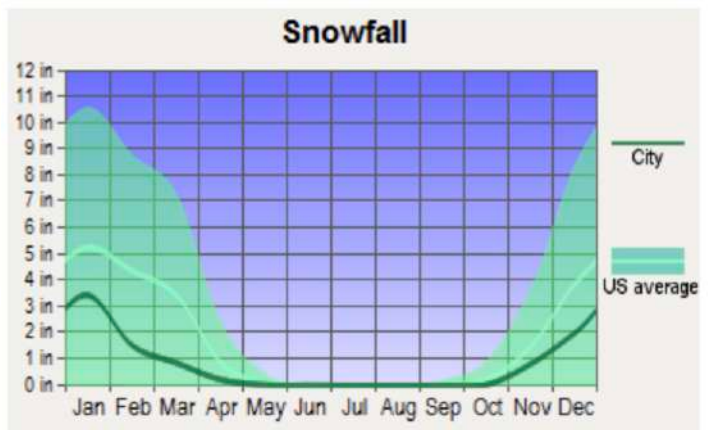 Snowfall
12 in
11 in
10 in
9 in
8 in
7 in
6 in
5 in
4 in
3 in
2 in
1 in
0 in
Jan Feb Mar Apr May Jun Jul Aug Sep Oct Nov Dec
City
US average